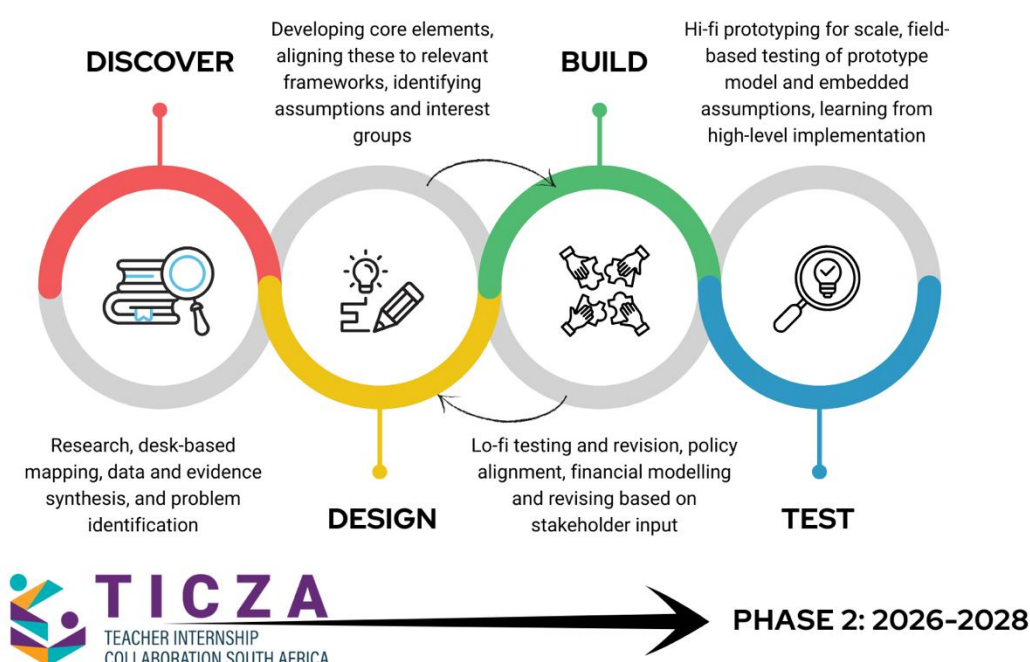 DISCOVER
Research, desk-based
mapping, data and evidence
synthesis, and problem
identification
Developing core elements,
aligning these to relevant
frameworks, identifying
assumptions and interest
groups
DESIGN
BUILD
Lo-fi testing and revision, policy
alignment, financial modelling
and revising based on
stakeholder input
Hi-fi prototyping for scale, field-
based testing of prototype
model and embedded
assumptions, learning from
high-level implementation
TEST
TICZA
TEACHER INTERNSHIP
COLLABORATION SOUTH AFRICA
PHASE 2: 2026-2028